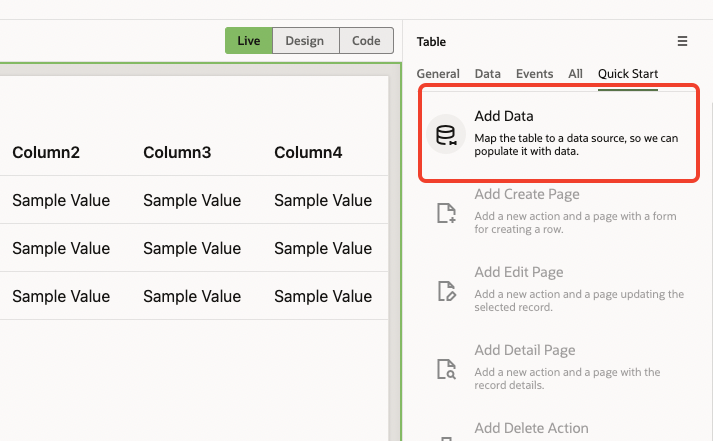 Live Design Code
Table
General Data Events All Quick Start
Add Data
Map the table to a data source, so we can
populate it with data.
Column2 Column3 Column4
Sample Value Sample Value Sample Value
Sample Value Sample Value Sample Value
Sample Value Sample Value Sample Value
Add Create Page
Add a new action and a page with a form
for creating a row.
Add Edit Page
Add a new action and a page updating the
selected record.
Add Detail Page
Add a new action and a page with the
record details.
Add Delete Action